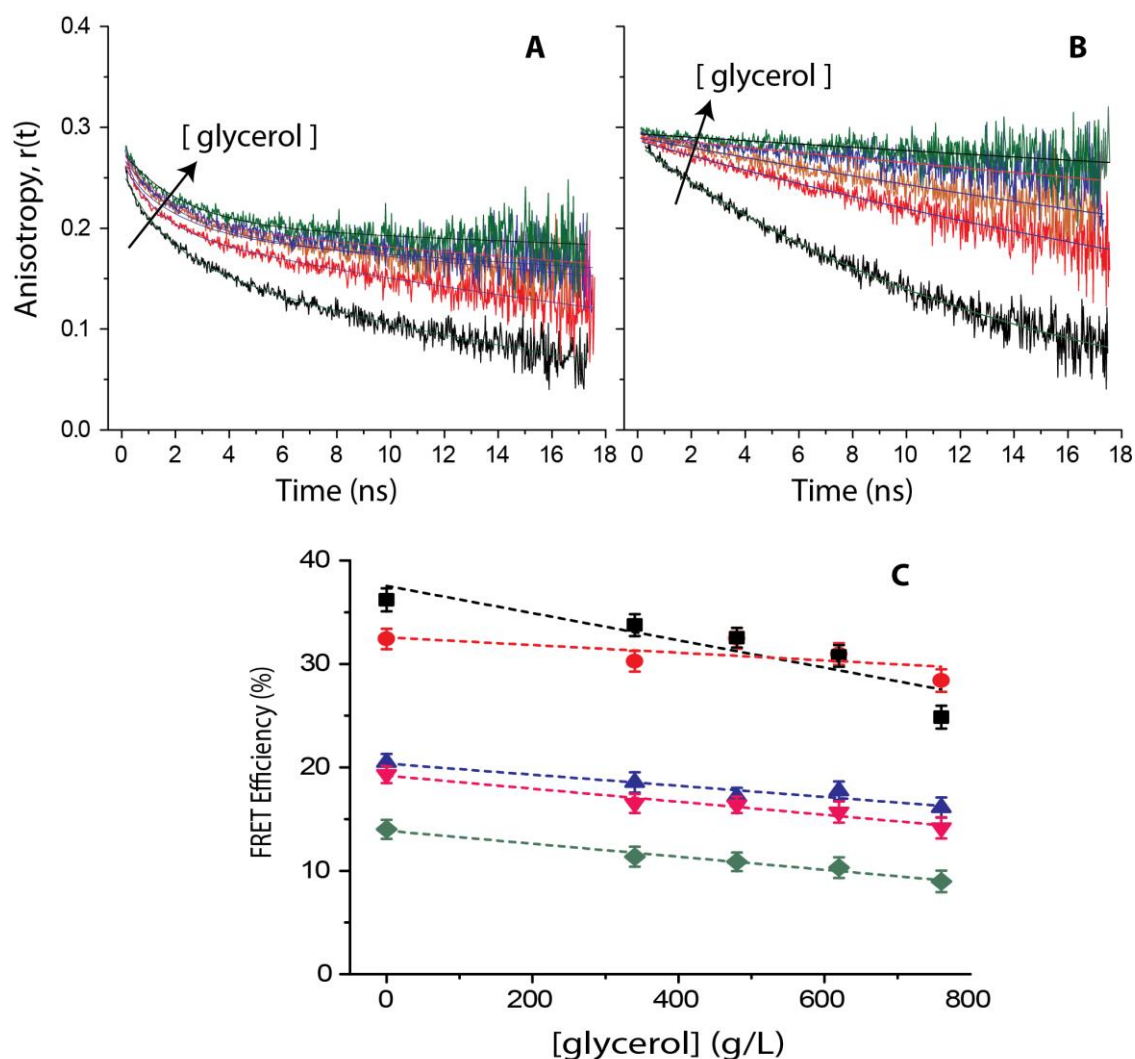 A
B
[ glycerol ]
[ glycerol ]
0.4
0.3
0.2
0.1
0.0
Anisotropy, r(t)
0 2 4 6 8 10 12 14 16 18
0 2 4 6 8 10 12 14 16 18
Time (ns)
Time (ns)
C
40
30
20
10
0
FRET Efficiency (%)
0 200 400 600 800
[glycerol] (g/L)